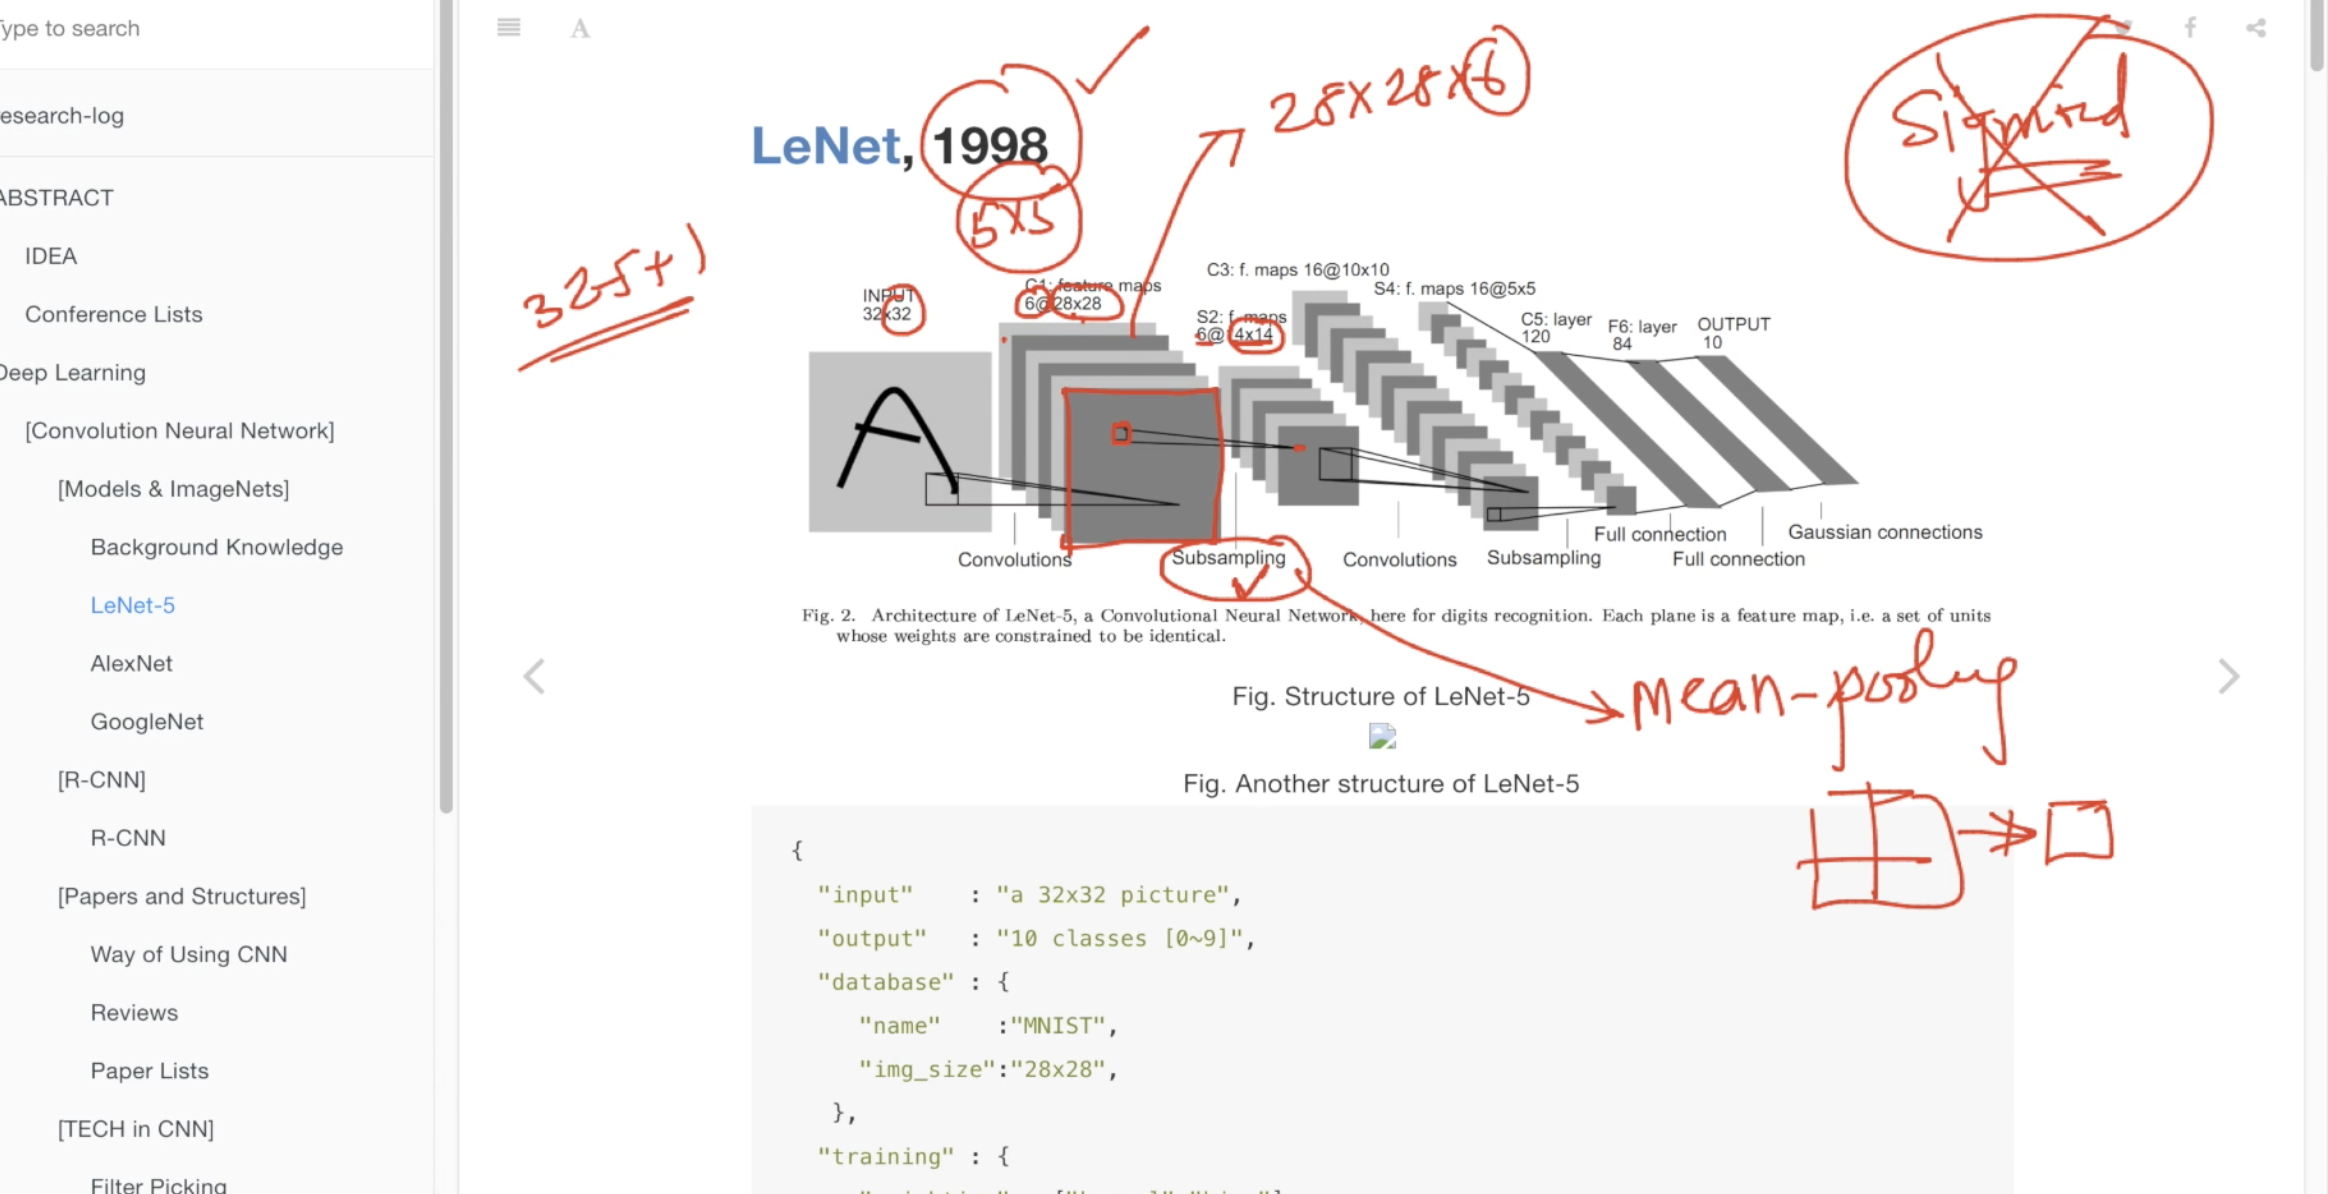 Type to search
research-log
ABSTRACT
IDEA
Conference Lists
Deep Learning
[Convolution Neural Network]
[Models & ImageNets]
Background Knowledge
LeNet-5
AlexNet
GoogleNet
[R-CNN]
R-CNN
[Papers and Structures]
Way of Using CNN
Reviews
Paper Lists
[TECH in CNN]
Filter Picking
A
LeNet, 1998
5x5
28x28x6
Sigmoid
32-5+1
INPUT
32x32
C1: feature maps
6@28x28
S2: f. maps
6@14x14
C3: f. maps 16@10x10
S4: f. maps 16@5x5
C5: layer
120
F6: layer
84
OUTPUT
10
Convolutions
Subsampling
Convolutions
Subsampling
Full connection
Full connection
Gaussian connections
Fig. 2. Architecture of LeNet-5, a Convolutional Neural Network, here for digits recognition. Each plane is a feature map, i.e. a set of units
whose weights are constrained to be identical.
Fig. Structure of LeNet-5
mean-pooling
Fig. Another structure of LeNet-5
{
"input" : "a 32x32 picture",
"output" : "10 classes [0~9]",
"database" : {
"name" :"MNIST",
"img_size":"28x28",
},
"training" : {